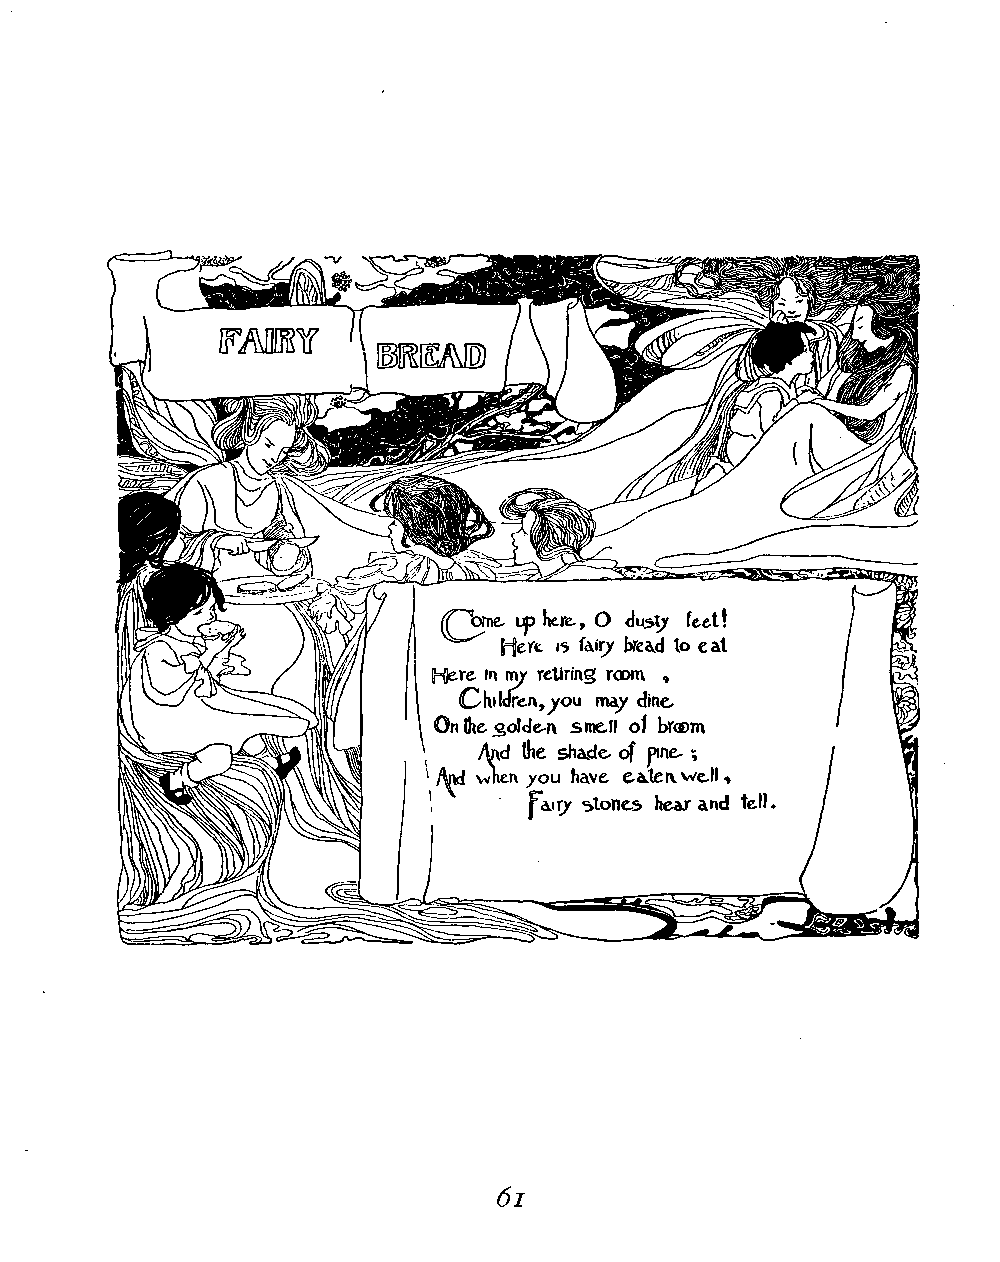 FAIRY
BREAD
Come up here, O dusty feet!
Here is fairy bread to eat
Here in my retiring room,
Children, you may dine
On the golden smell of broom
And the shade of pine;
And when you have eaten well,
Fairy stories hear and tell.
61